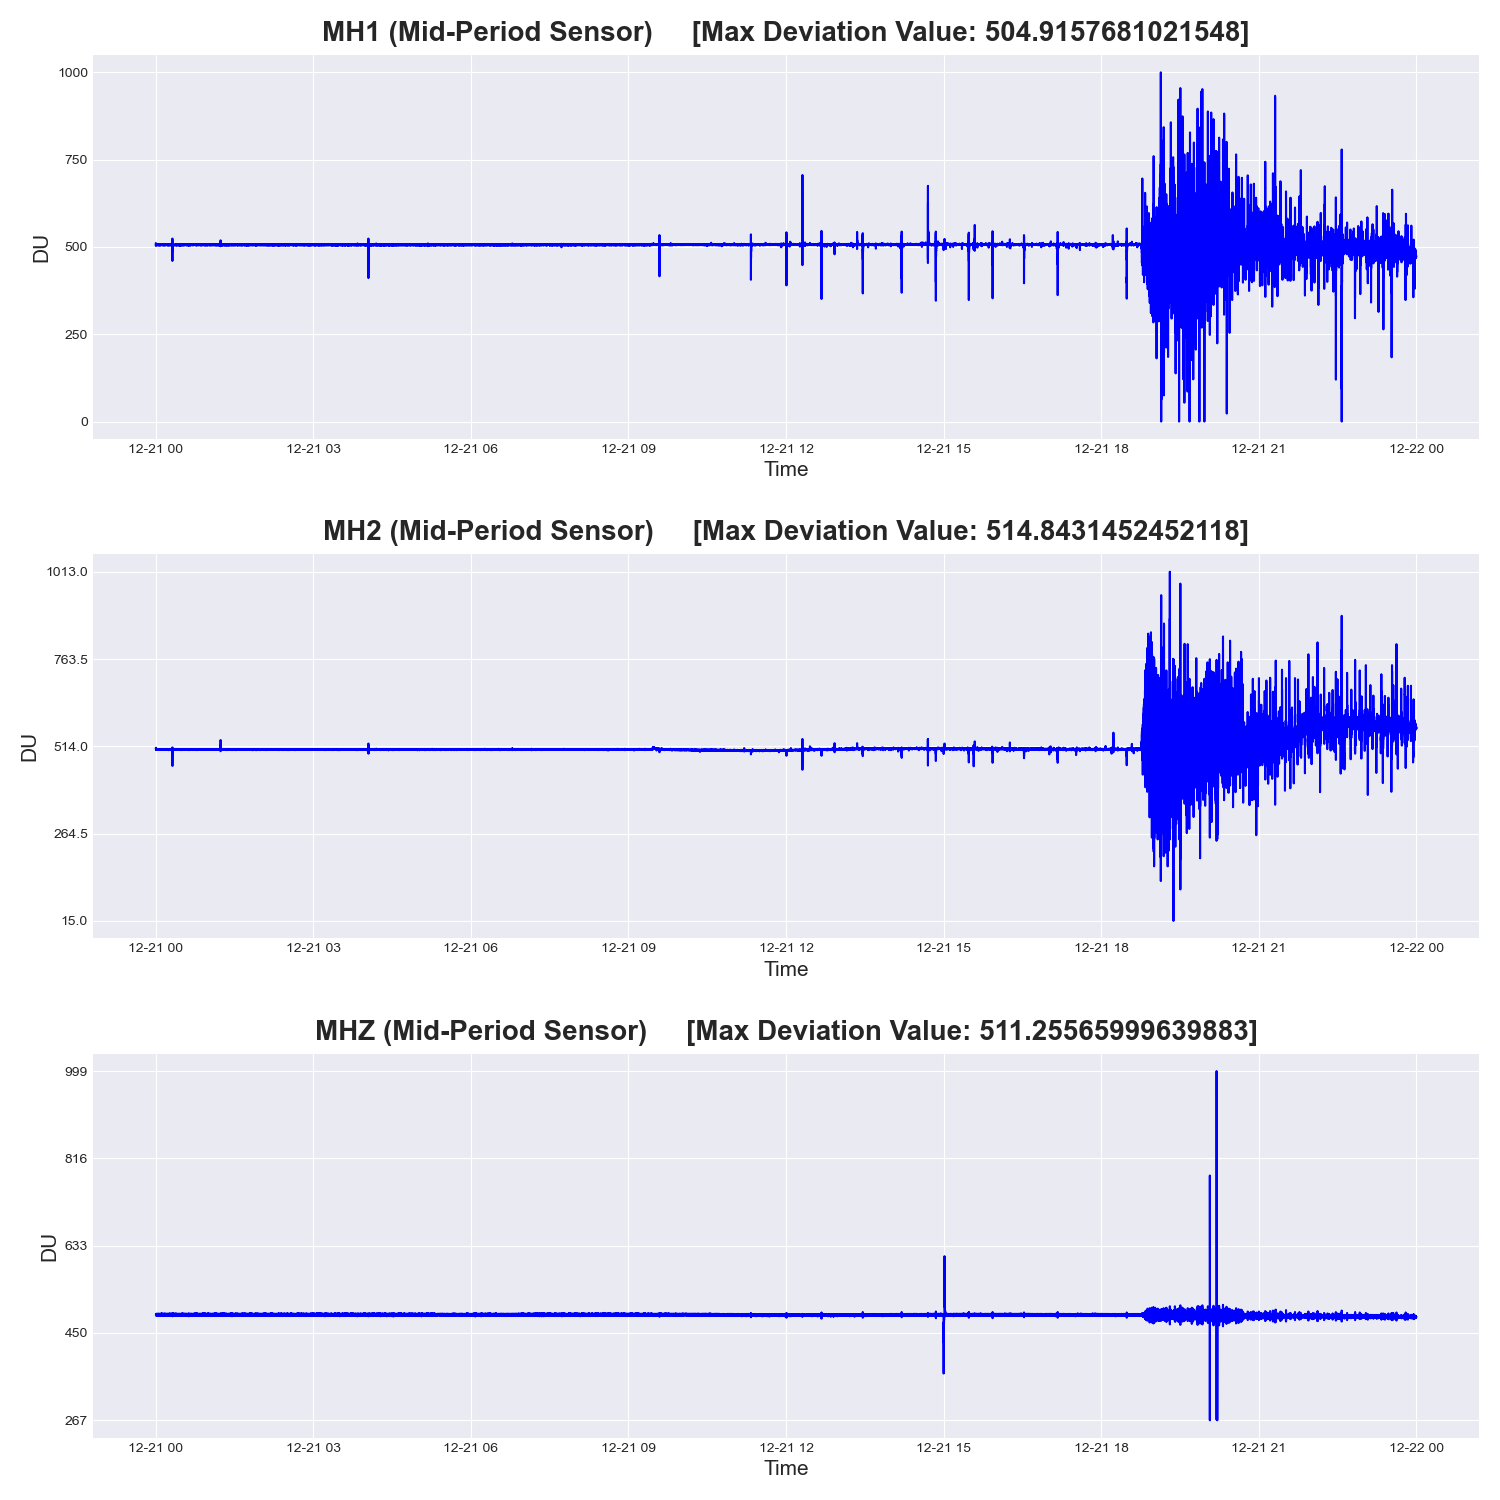 MH1 (Mid-Period Sensor) [Max Deviation Value: 504.9157681021548]
1000
750
500
250
0
DU
12-21 00 12-21 03 12-21 06 12-21 09 12-21 12 12-21 15 12-21 18 12-21 21 12-22 00
Time
MH2 (Mid-Period Sensor) [Max Deviation Value: 514.8431452452118]
1013.0
763.5
514.0
264.5
15.0
DU
12-21 00 12-21 03 12-21 06 12-21 09 12-21 12 12-21 15 12-21 18 12-21 21 12-22 00
Time
MHZ (Mid-Period Sensor) [Max Deviation Value: 511.25565999639883]
999
816
633
450
267
DU
12-21 00 12-21 03 12-21 06 12-21 09 12-21 12 12-21 15 12-21 18 12-21 21 12-22 00
Time